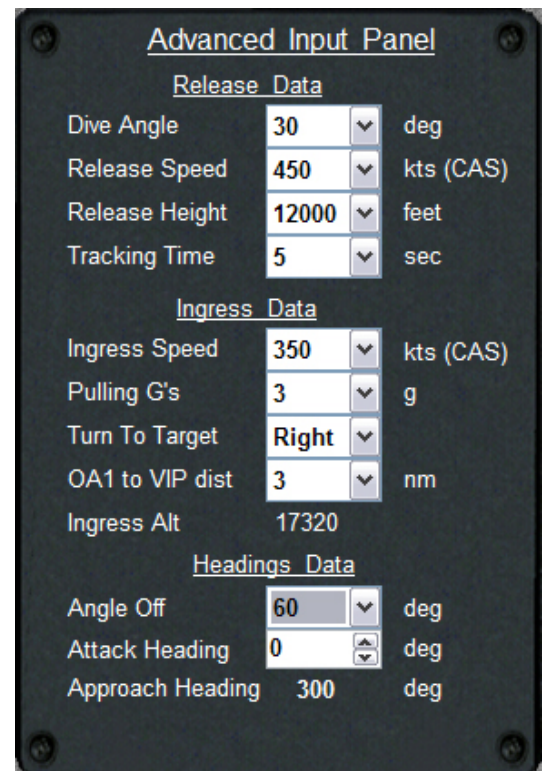 Advanced Input Panel
Release Data
Dive Angle 30 deg
Release Speed 450 kts (CAS)
Release Height 12000 feet
Tracking Time 5 sec
Ingress Data
Ingress Speed 350 kts (CAS)
Pulling G's 3 g
Turn To Target Right
OA1 to VIP dist 3 nm
Ingress Alt 17320
Headings Data
Angle Off 60 deg
Attack Heading 0 deg
Approach Heading 300 deg